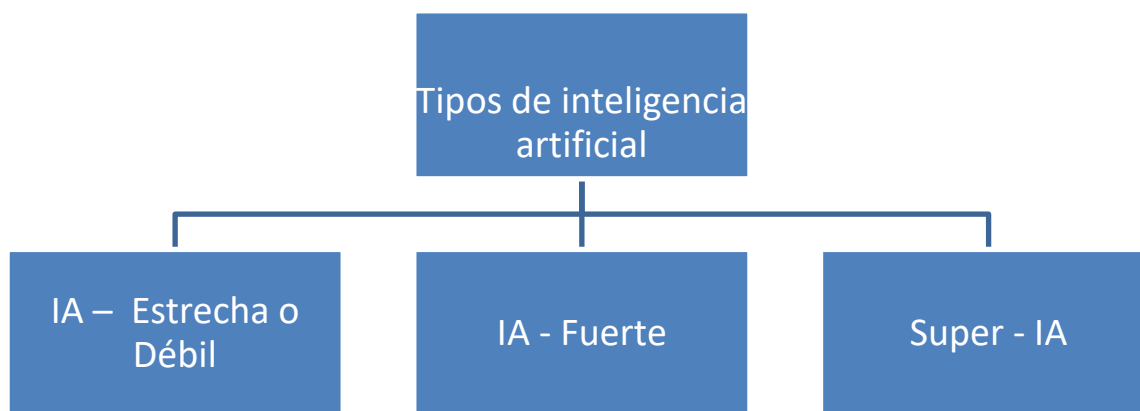 Tipos de inteligencia
artificial
IA – Estrecha o
Débil
IA - Fuerte
Super - IA